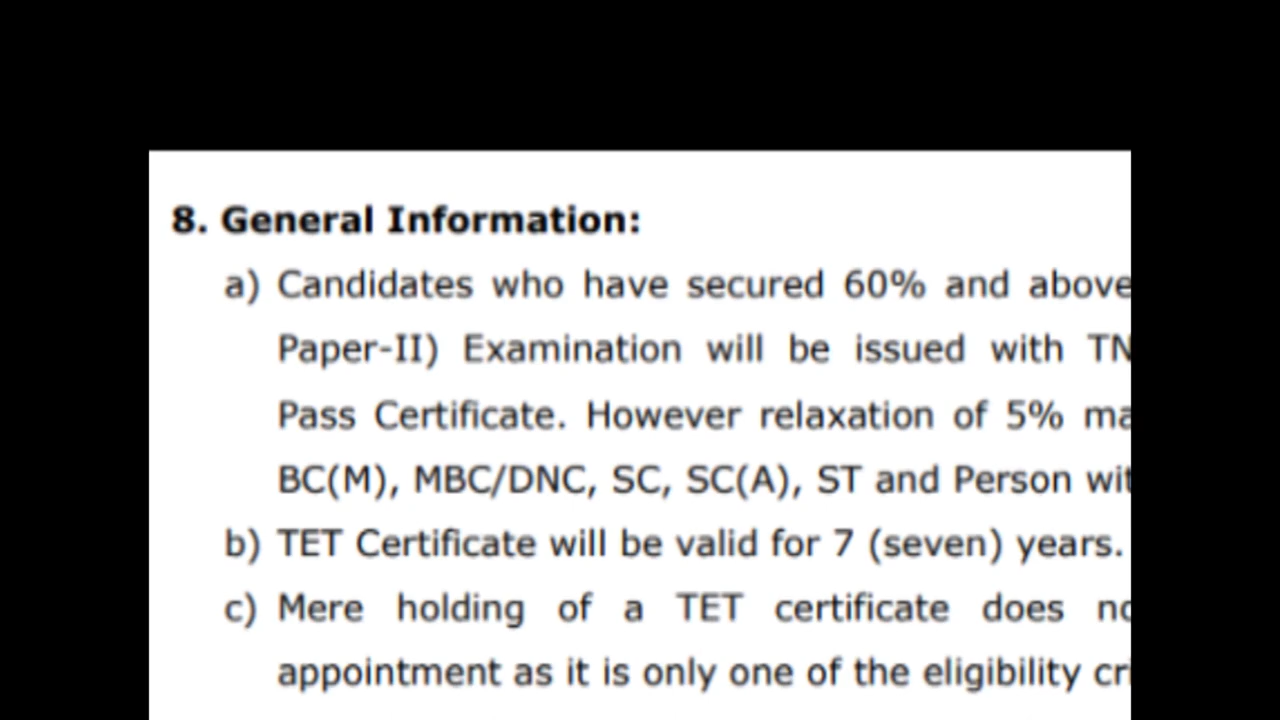 8. General Information:
a) Candidates who have secured 60% and above
Paper-II) Examination will be issued with TN
Pass Certificate. However relaxation of 5%
BC(M), MBC/DNC, SC, SC(A), ST and Person
b) TET Certificate will be valid for 7 (seven) years.
c) Mere holding of a TET certificate does
appointment as it is only one of the eligibility